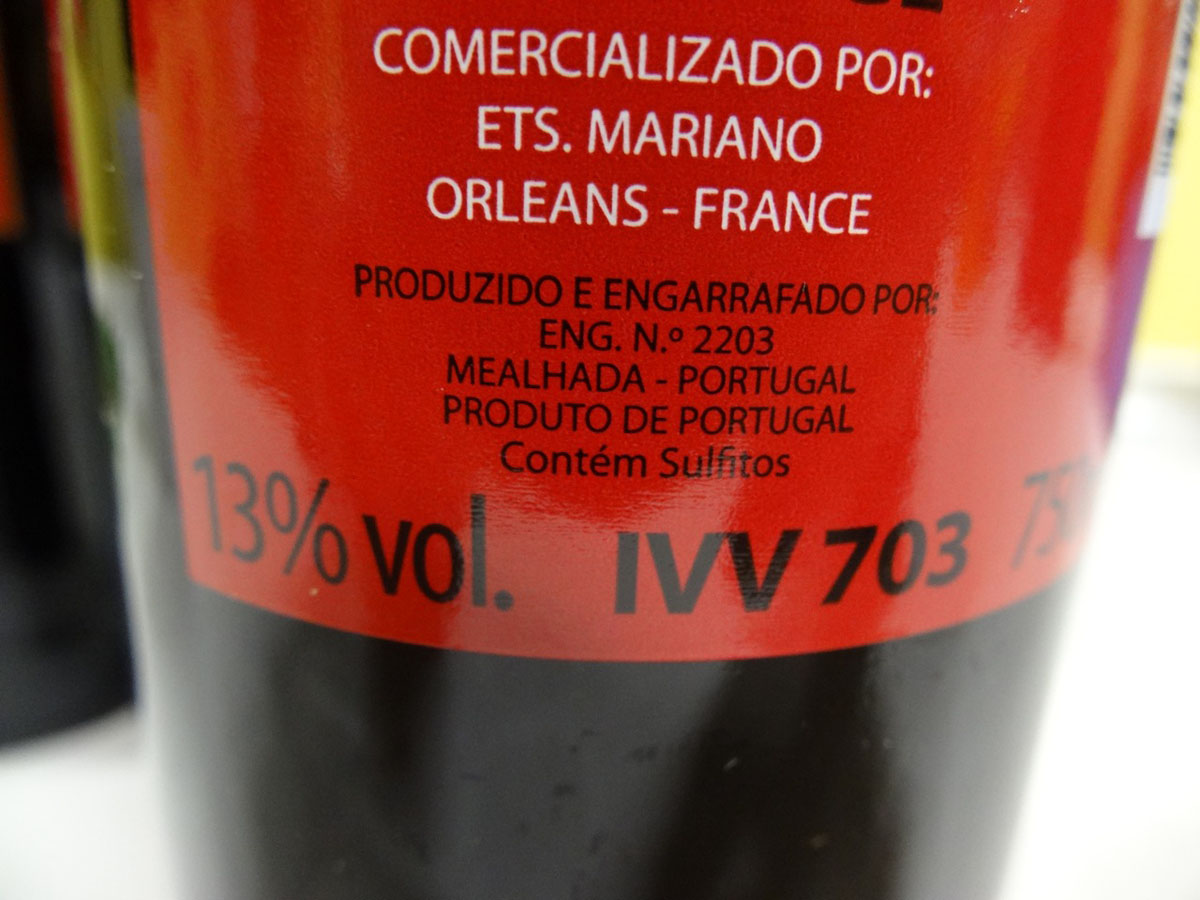 COMERCIALIZADO POR:
ETS. MARIANO
ORLEANS - FRANCE
PRODUZIDO E ENGARRAFADO POR:
ENG. N.º 2203
MEALHADA - PORTUGAL
PRODUTO DE PORTUGAL
Contém Sulfitos
13% vol. IVV 703